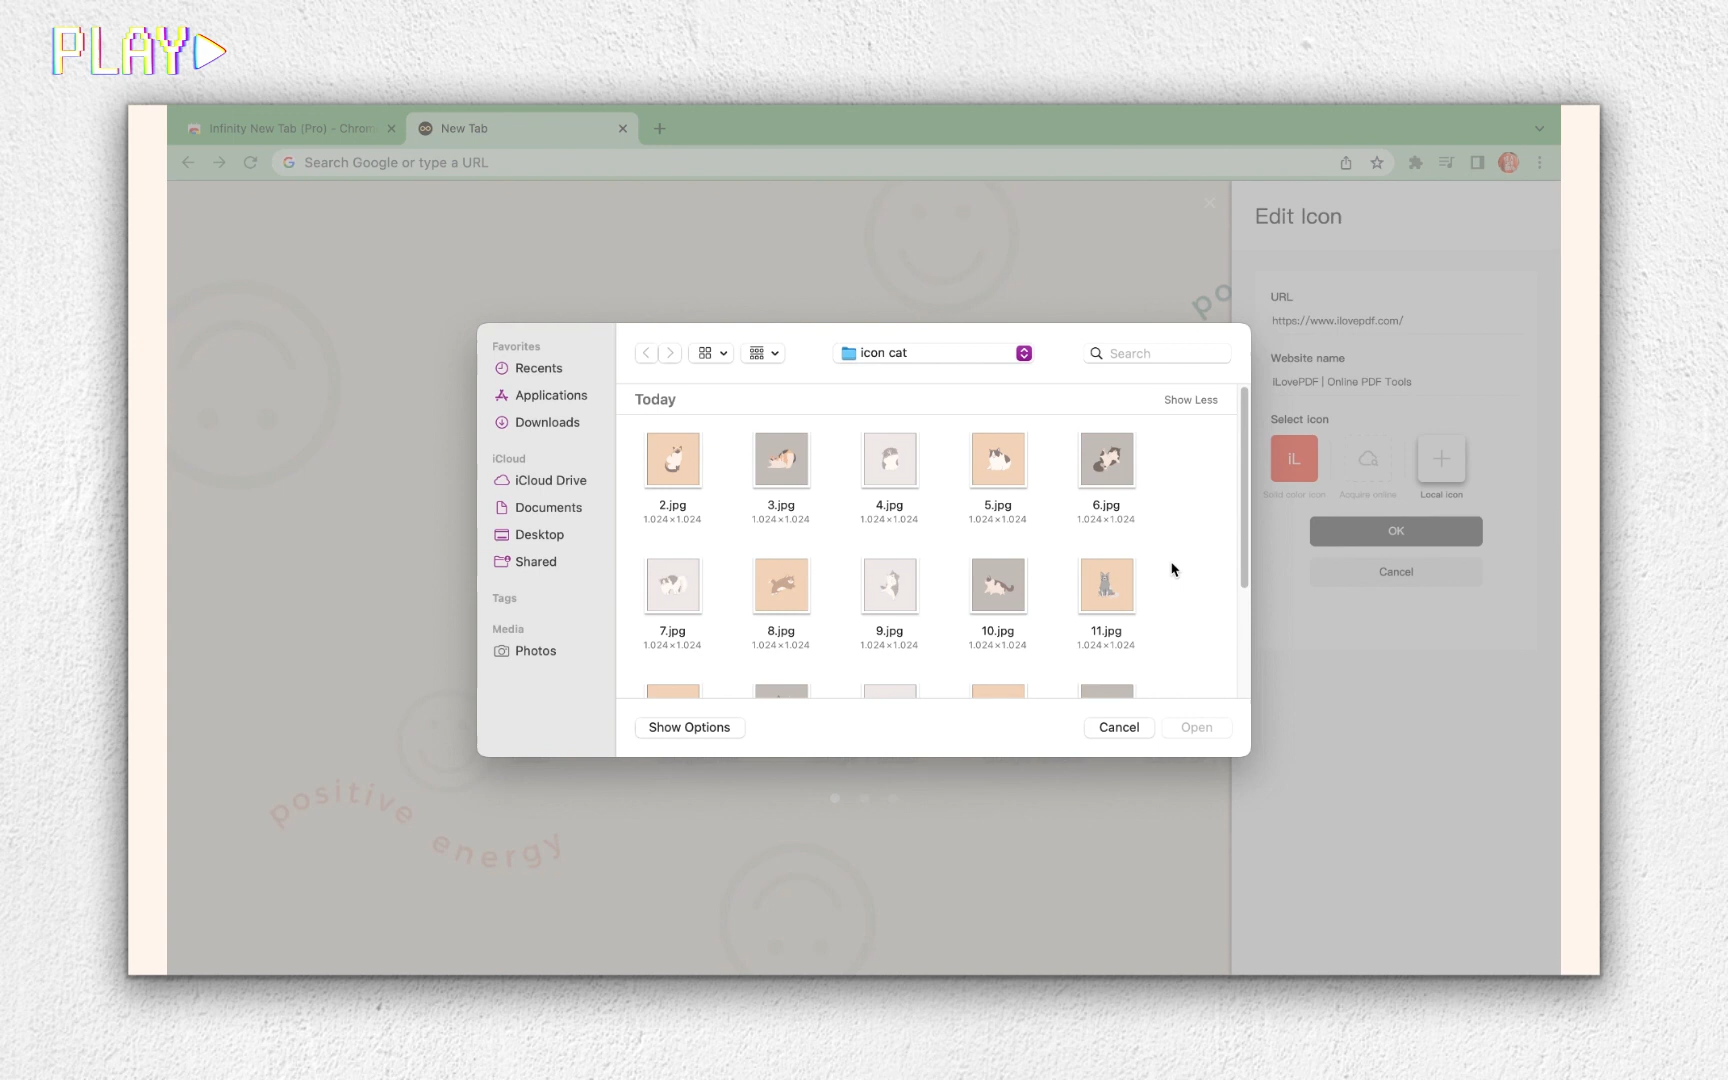 PLAY
Infinity New Tab (Pro) - Chrom
New Tab
Search Google or type a URL
Edit Icon
URL
https://www.ilovepdf.com/
Website name
ILovePDF | Online PDF Tools
Select icon
iL
Solid color icon
Acquire online
Local icon
OK
Cancel
po
Favorites
Recents
Applications
Downloads
iCloud
iCloud Drive
Documents
Desktop
Shared
Tags
Media
Photos
icon cat
Search
Today
Show Less
2.jpg
1.024×1.024
3.jpg
1.024×1.024
4.jpg
1.024×1.024
5.jpg
1.024×1.024
6.jpg
1.024×1.024
7.jpg
1.024×1.024
8.jpg
1.024×1.024
9.jpg
1.024×1.024
10.jpg
1.024×1.024
11.jpg
1.024×1.024
Show Options
Cancel
Open
positive
energy